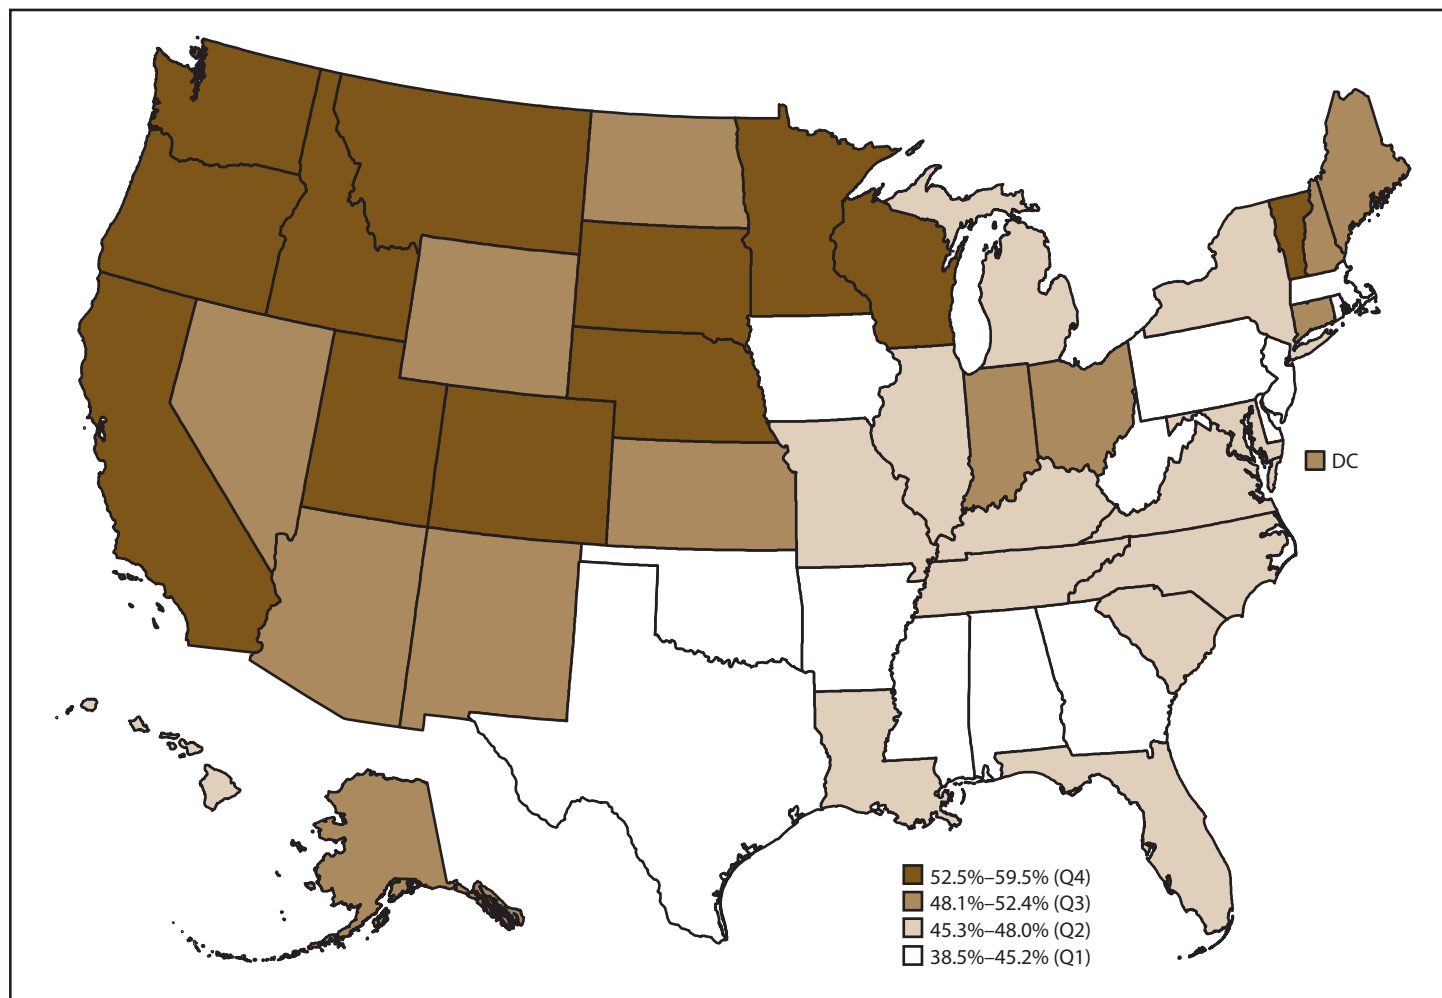 DC
52.5%–59.5% (Q4)
48.1%–52.4% (Q3)
45.3%–48.0% (Q2)
38.5%–45.2% (Q1)